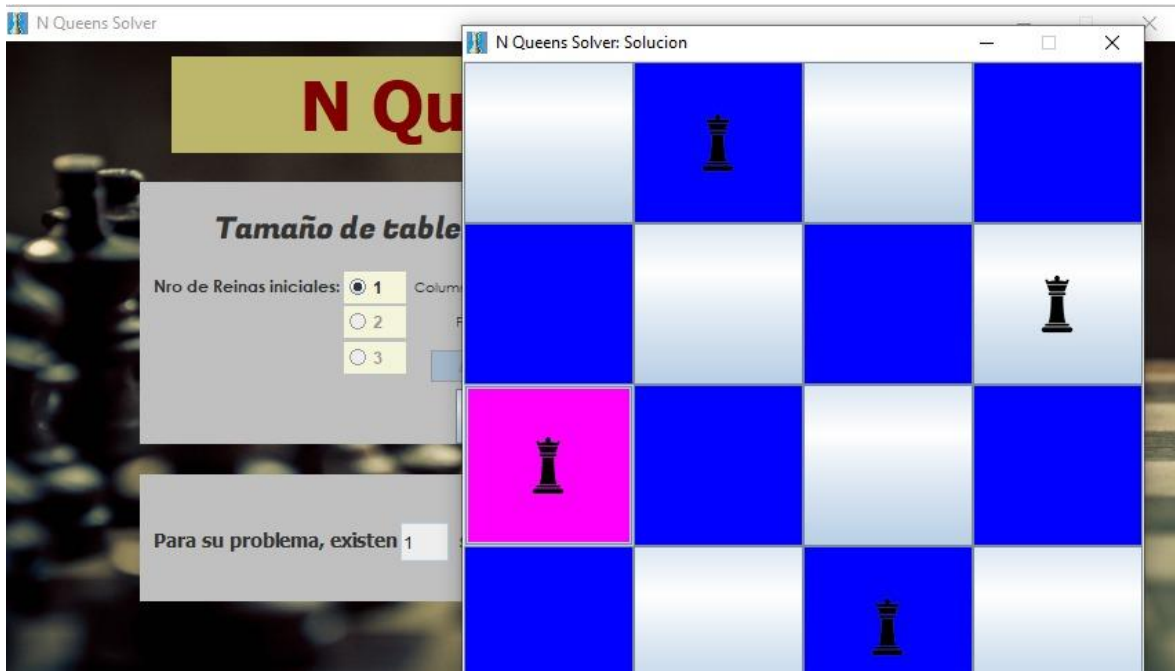 N Queens Solver
N Queens Solver: Solucion
N Qu
Tamaño de table
Nro de Reinas iniciales: 1 Column
2
3
Para su problema, existen 1